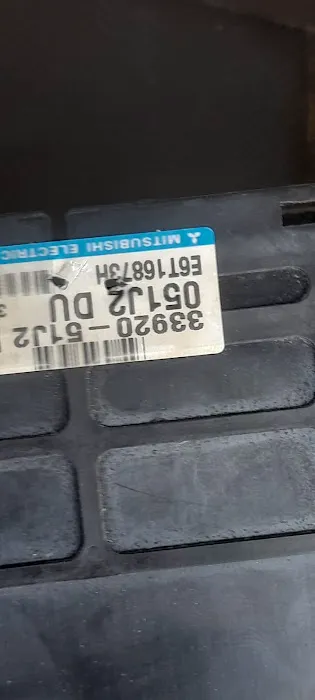 33920-51J2
051J2 DU
E6T16873H
MITSUBISHI ELECTRIC